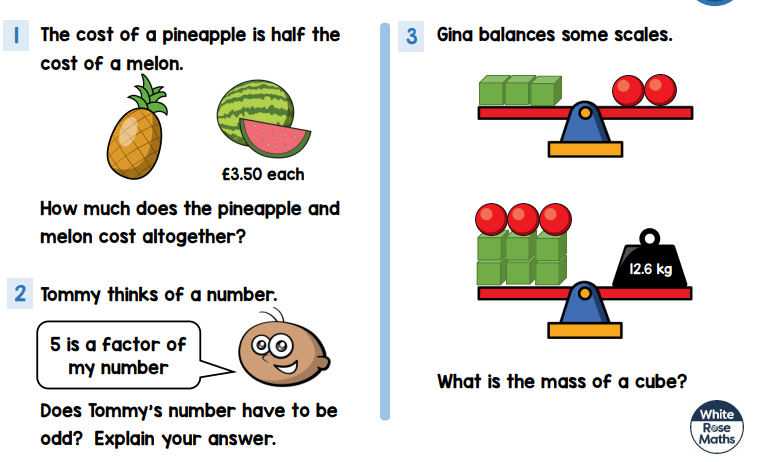 1
The cost of a pineapple is half the
cost of a melon.
£3.50 each
How much does the pineapple and
melon cost altogether?
2
Tommy thinks of a number.
5 is a factor of
my number
Does Tommy's number have to be
odd? Explain your answer.
3
Gina balances some scales.
12.6 kg
What is the mass of a cube?
White
Rose
Maths